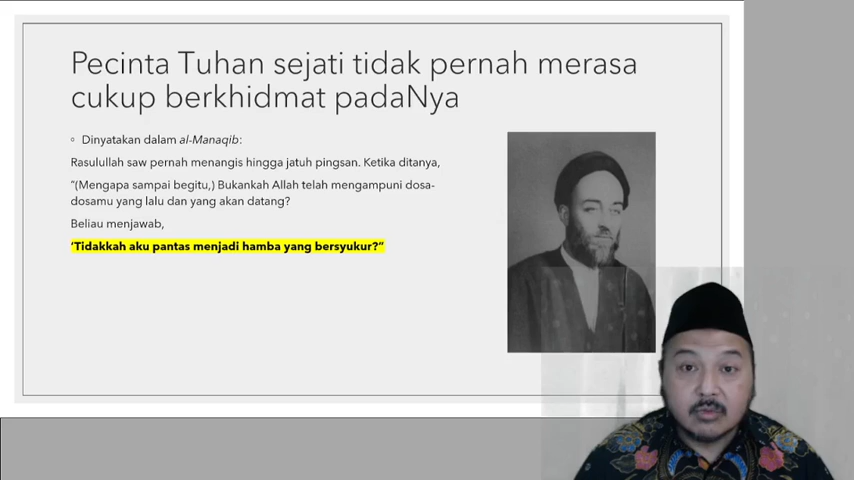 Pecinta Tuhan sejati tidak pernah merasa
cukup berkhidmat padaNya
Dinyatakan dalam al-Manaqib:
Rasulullah saw pernah menangis hingga jatuh pingsan. Ketika ditanya,
"(Mengapa sampai begitu,) Bukankah Allah telah mengampuni dosa-
dosamu yang lalu dan yang akan datang?
Beliau menjawab,
'Tidakkah aku pantas menjadi hamba yang bersyukur?"